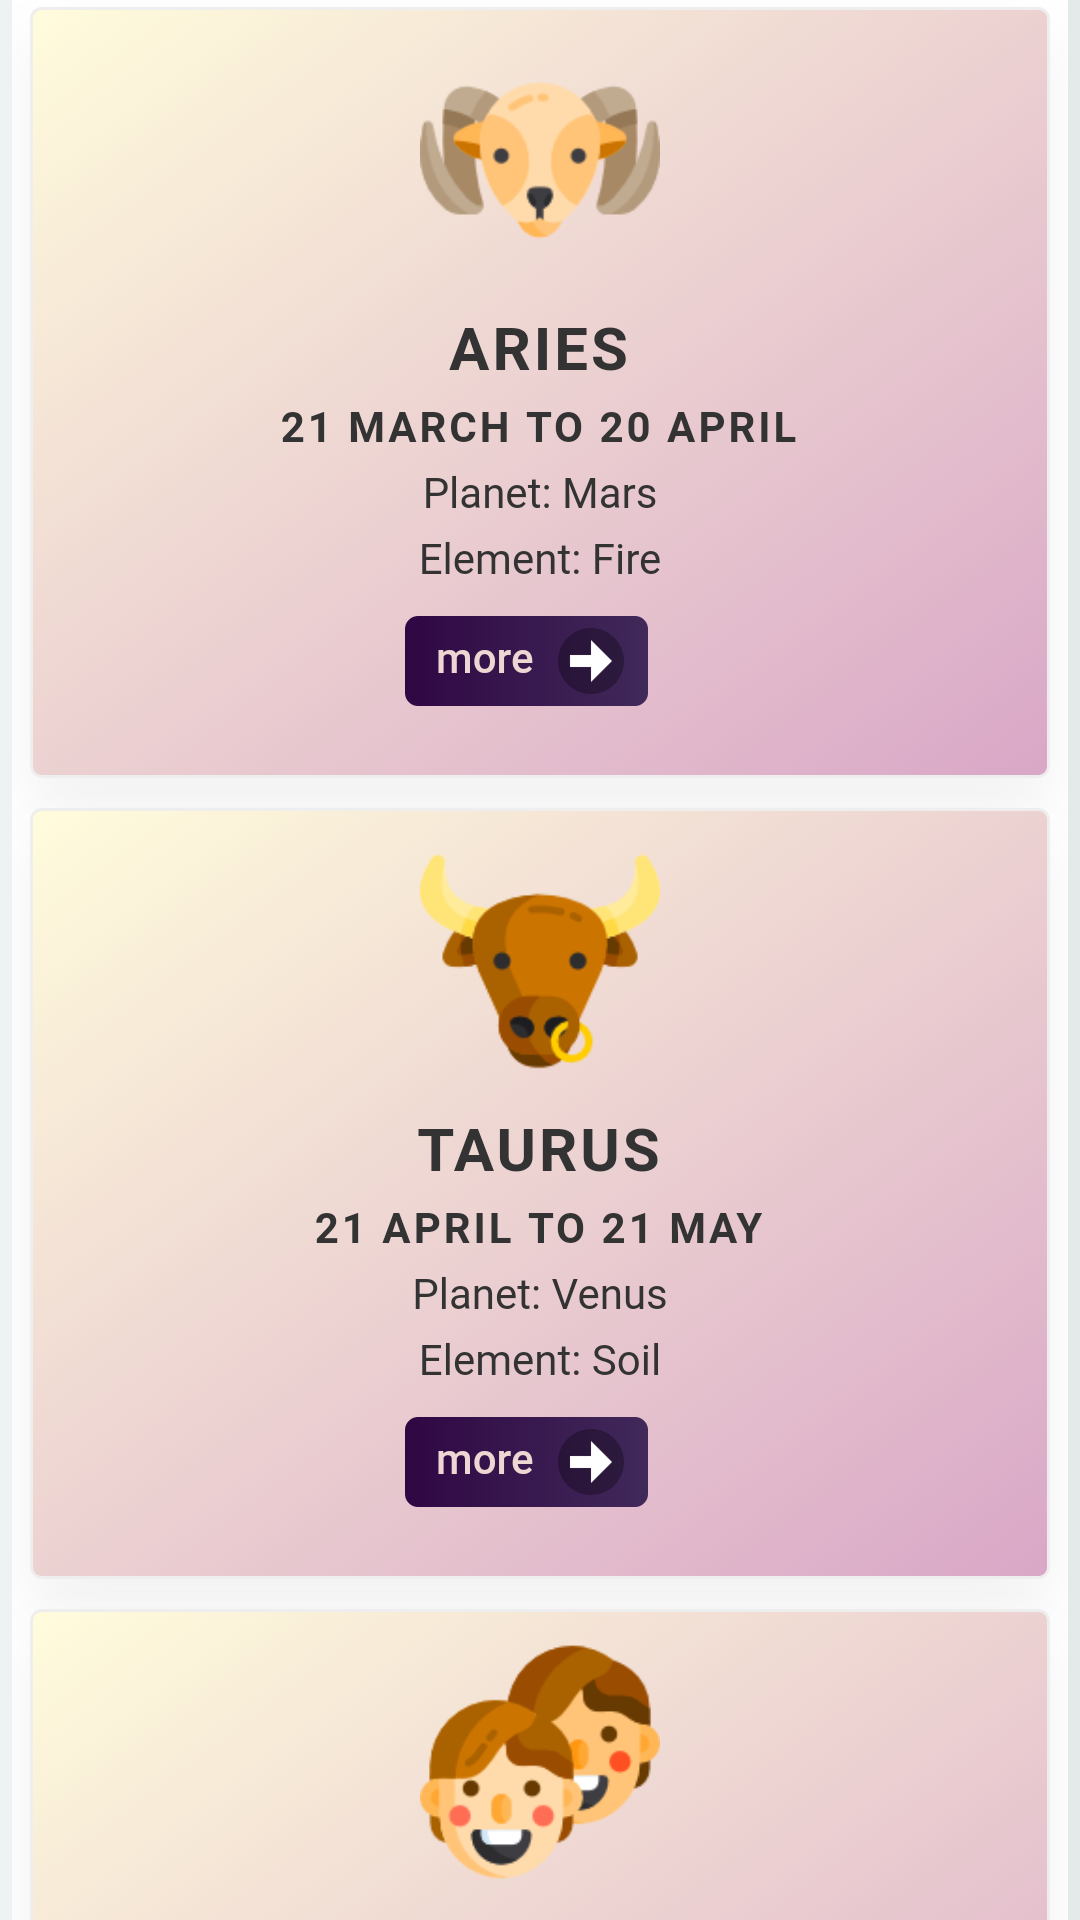 ARIES
21 MARCH TO 20 APRIL
Planet: Mars
Element: Fire
more
TAURUS
21 APRIL TO 21 MAY
Planet: Venus
Element: Soil
more